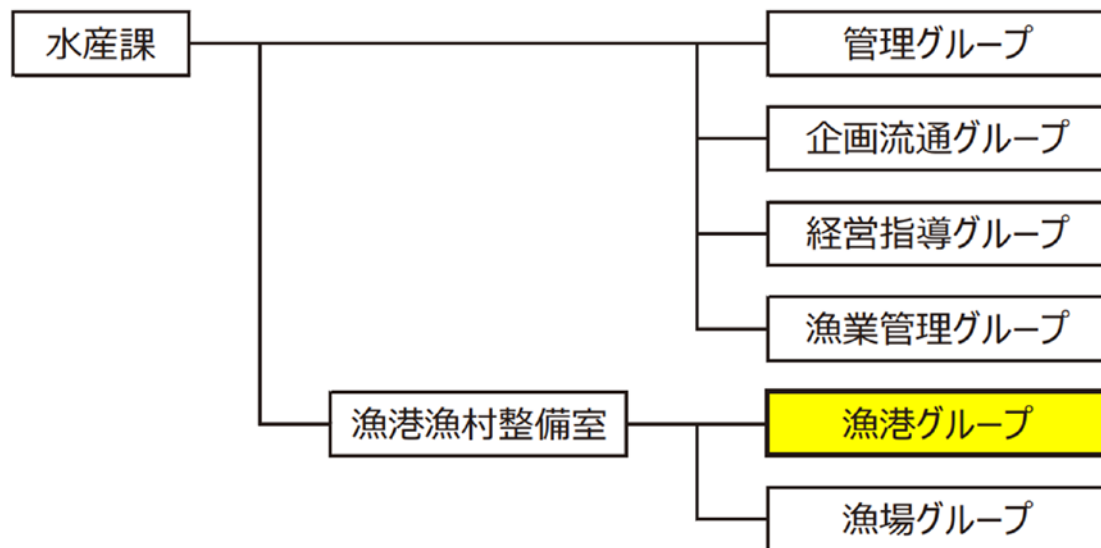 水産課
管理グループ
企画流通グループ
経営指導グループ
漁業管理グループ
漁港漁村整備室
漁港グループ
漁場グループ